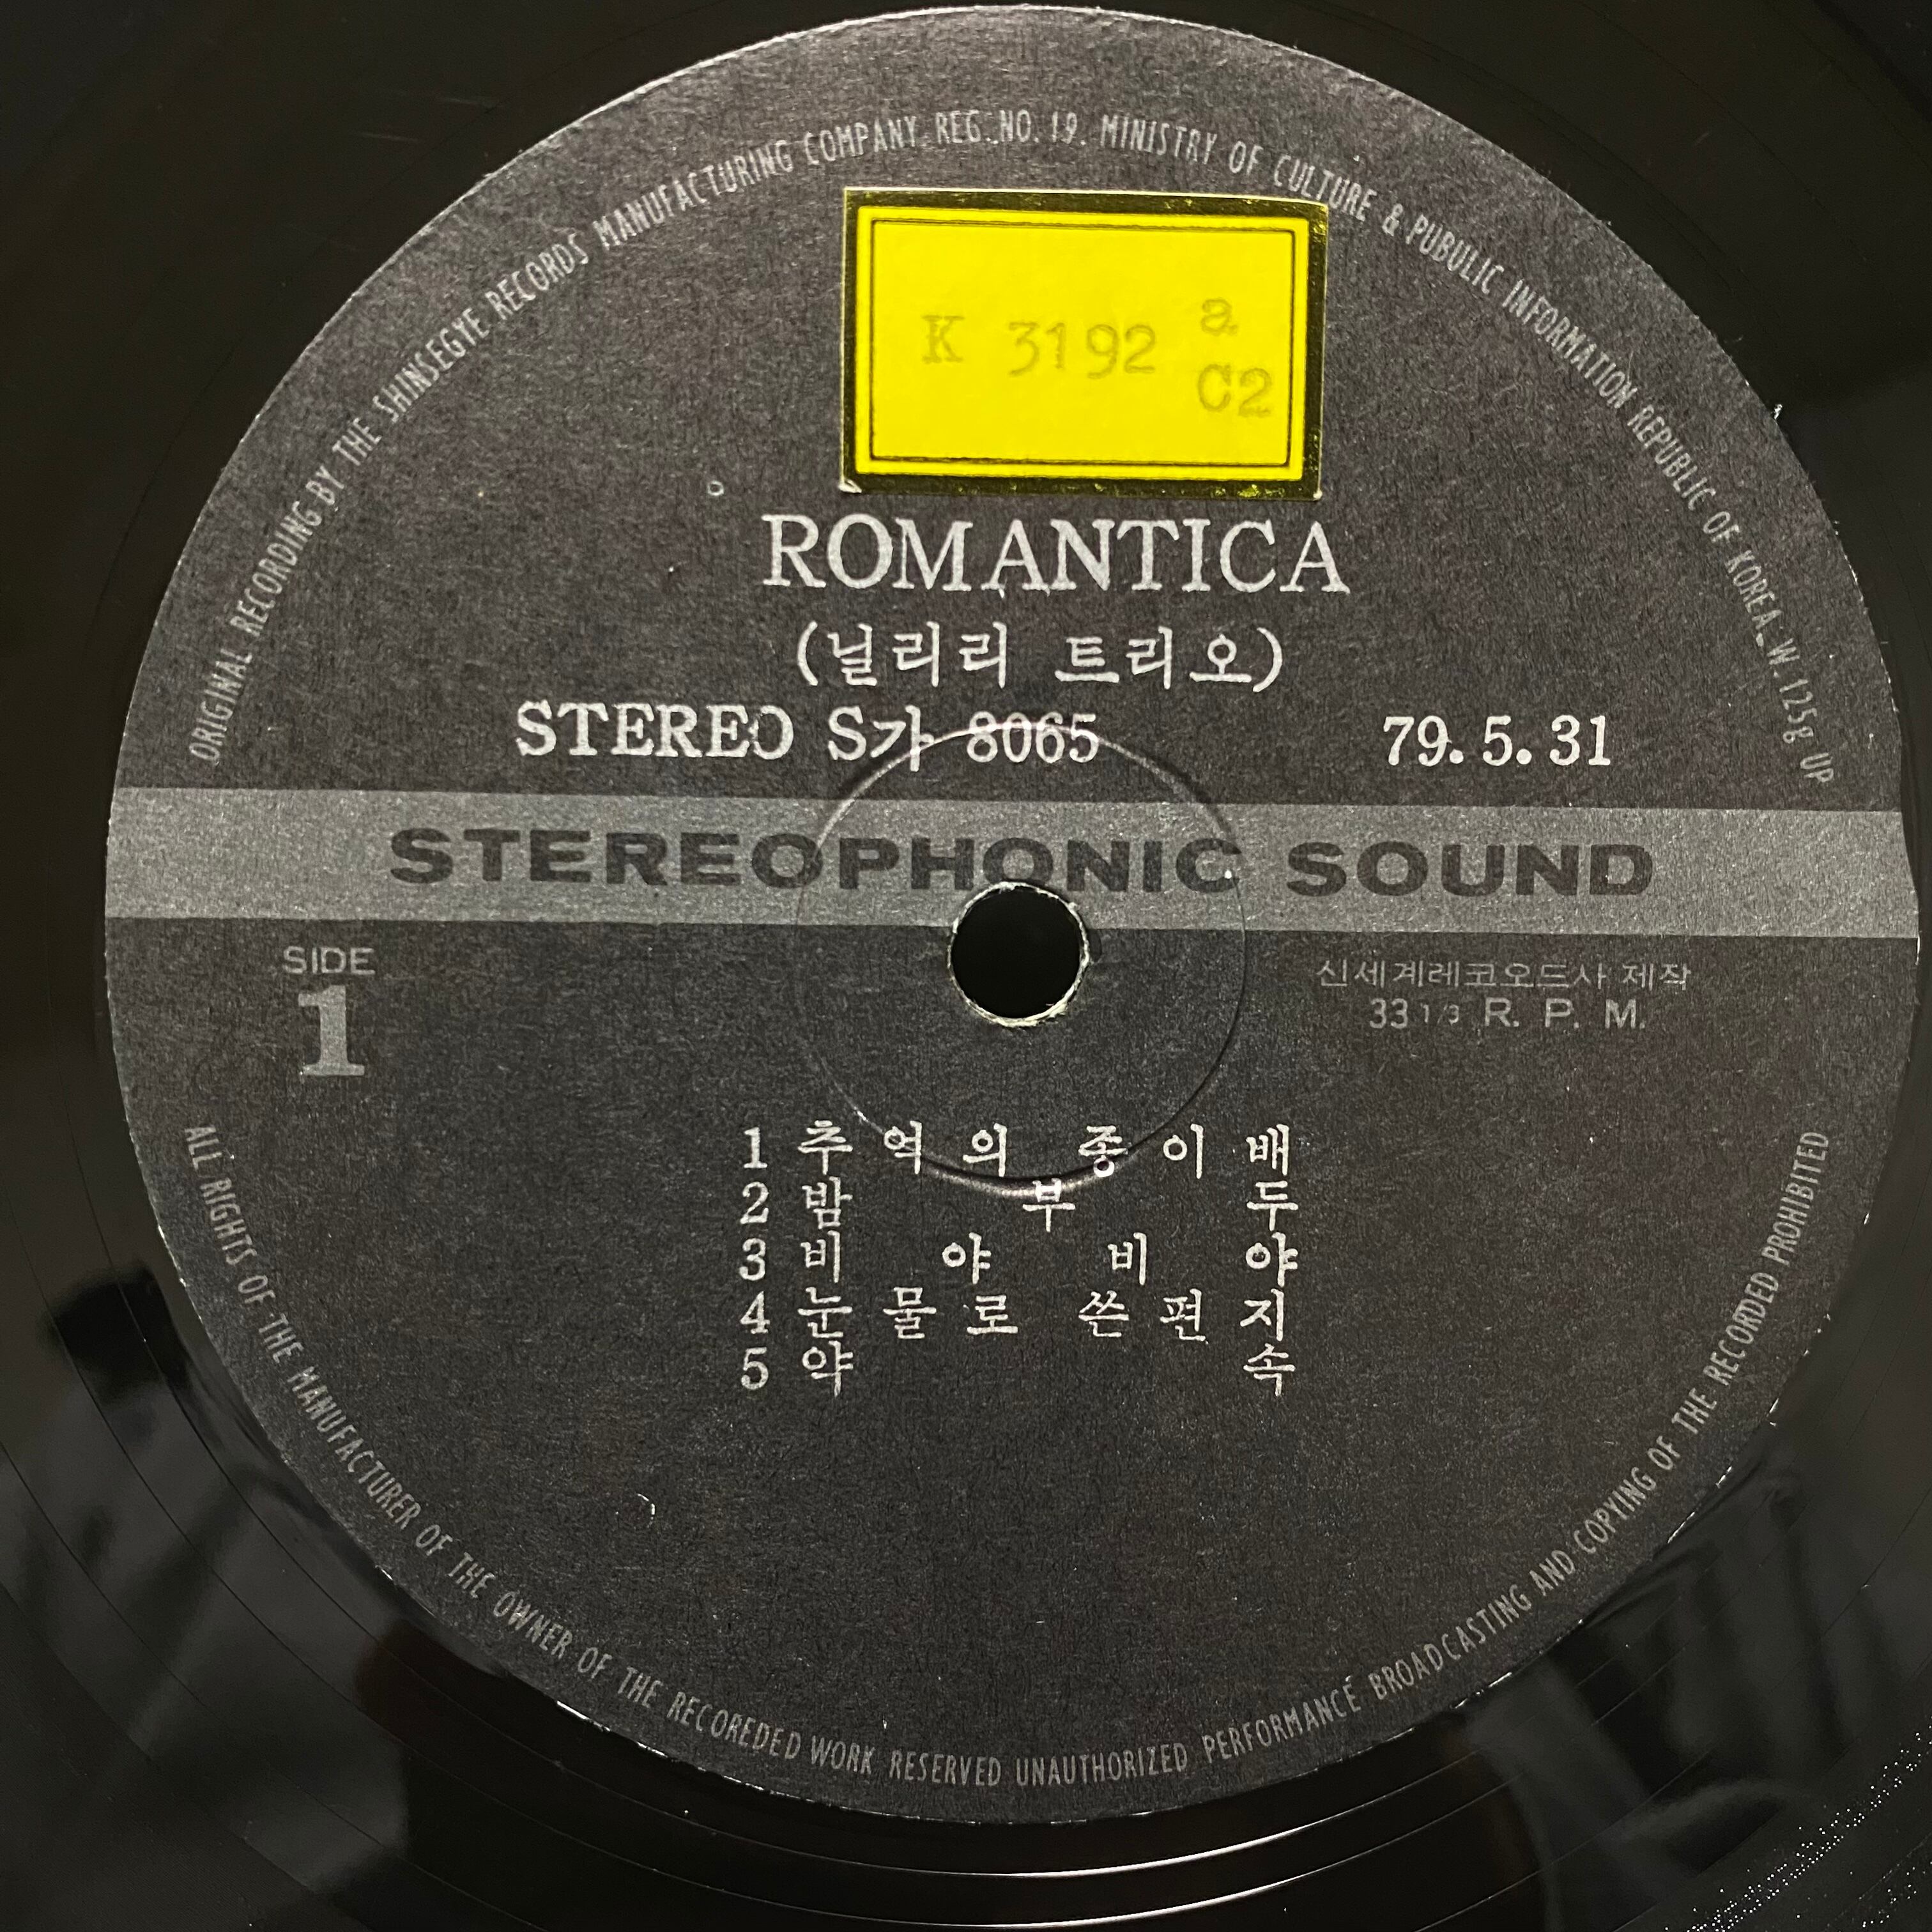 ORIGINAL RECORDING BY THE SHINSEGYE RECORDS MANUFACTURING COMPANY. REG. NO. 19. MINISTRY OF CULTURE & PUBULIC INFORMATION REPUBLIC OF KOREA. W. 125g UP
K 3192 a
C2
ROMANTICA
(닐리리 트리오)
STEREO S가 8065 79. 5. 31
STEREOPHONIC SOUND
SIDE
1
신세계레코오드사 제작
33 1/3 R. P. M.
1 추억의 종이배
2 밤 부두
3 비야 비야
4 눈물로 쓴 편지
5 약속
ALL RIGHTS OF THE MANUFACTURER OF THE OWNER OF THE RECOREDED WORK RESERVED UNAUTHORIZED PERFORMANCE BROADCASTING AND COPYING OF THE RECORDED PROHIBITED